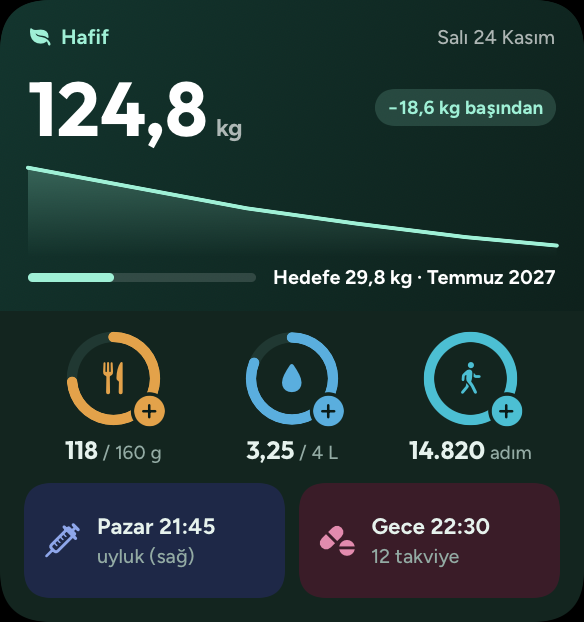 Hafif
Salı 24 Kasım
124,8 kg
−18,6 kg başından
Hedefe 29,8 kg · Temmuz 2027
118 / 160 g
3,25 / 4 L
14.820 adım
Pazar 21:45
uyluk (sağ)
Gece 22:30
12 takviye